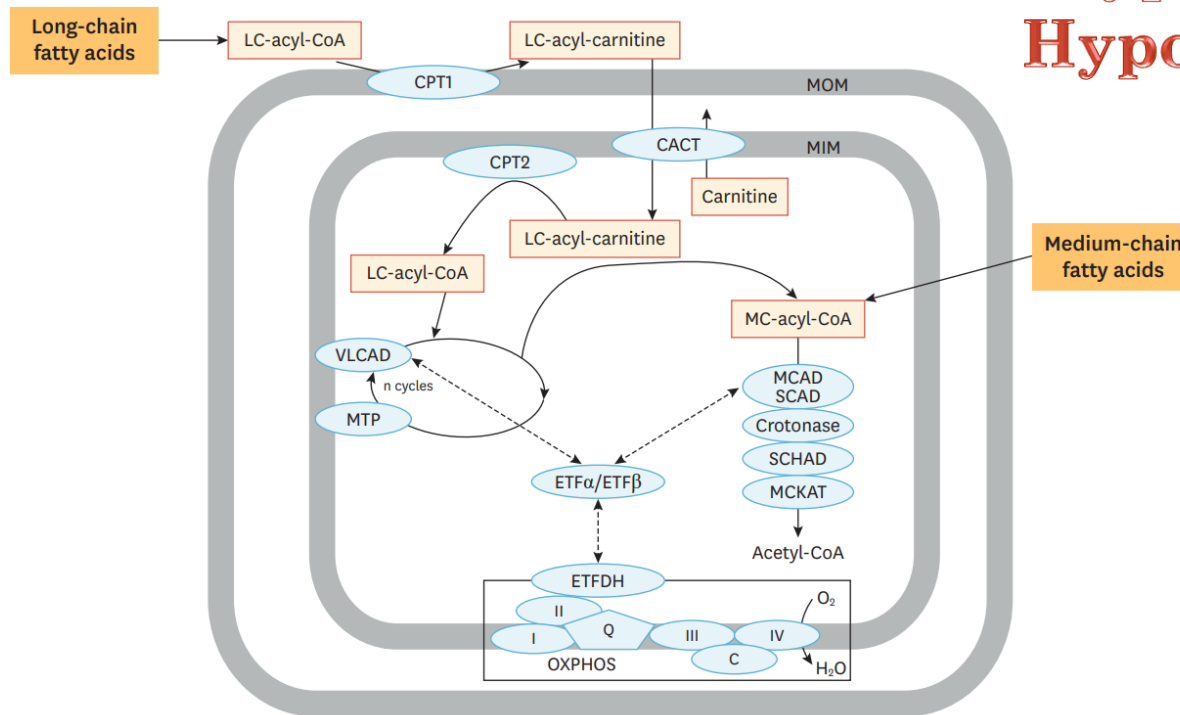 Long-chain
fatty acids
LC-acyl-CoA
LC-acyl-carnitine
CPT1
MOM
CACT
MIM
CPT2
Carnitine
LC-acyl-carnitine
LC-acyl-CoA
Medium-chain
fatty acids
MC-acyl-CoA
VLCAD
n cycles
MTP
MCAD
SCAD
Crotonase
SCHAD
MCKAT
ETFα/ETFβ
Acetyl-CoA
ETFDH
II
I
Q
III
IV
C
O₂
H₂O
OXPHOS